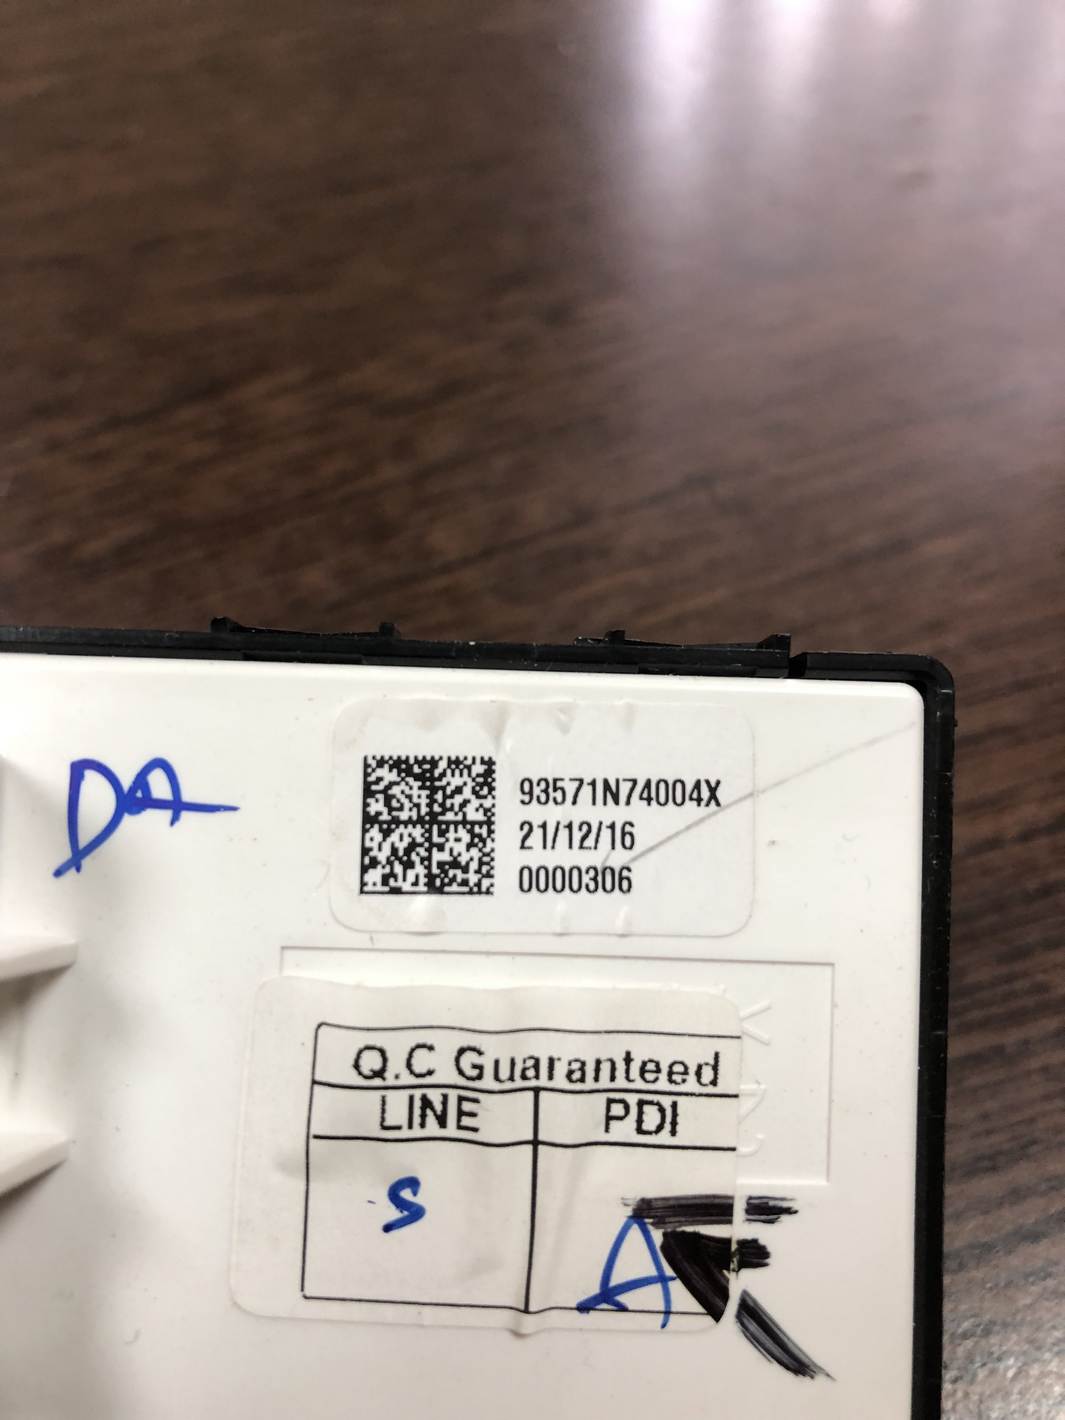 DA
93571N74004X
21/12/16
0000306
Q.C Guaranteed
LINE PDI
S A